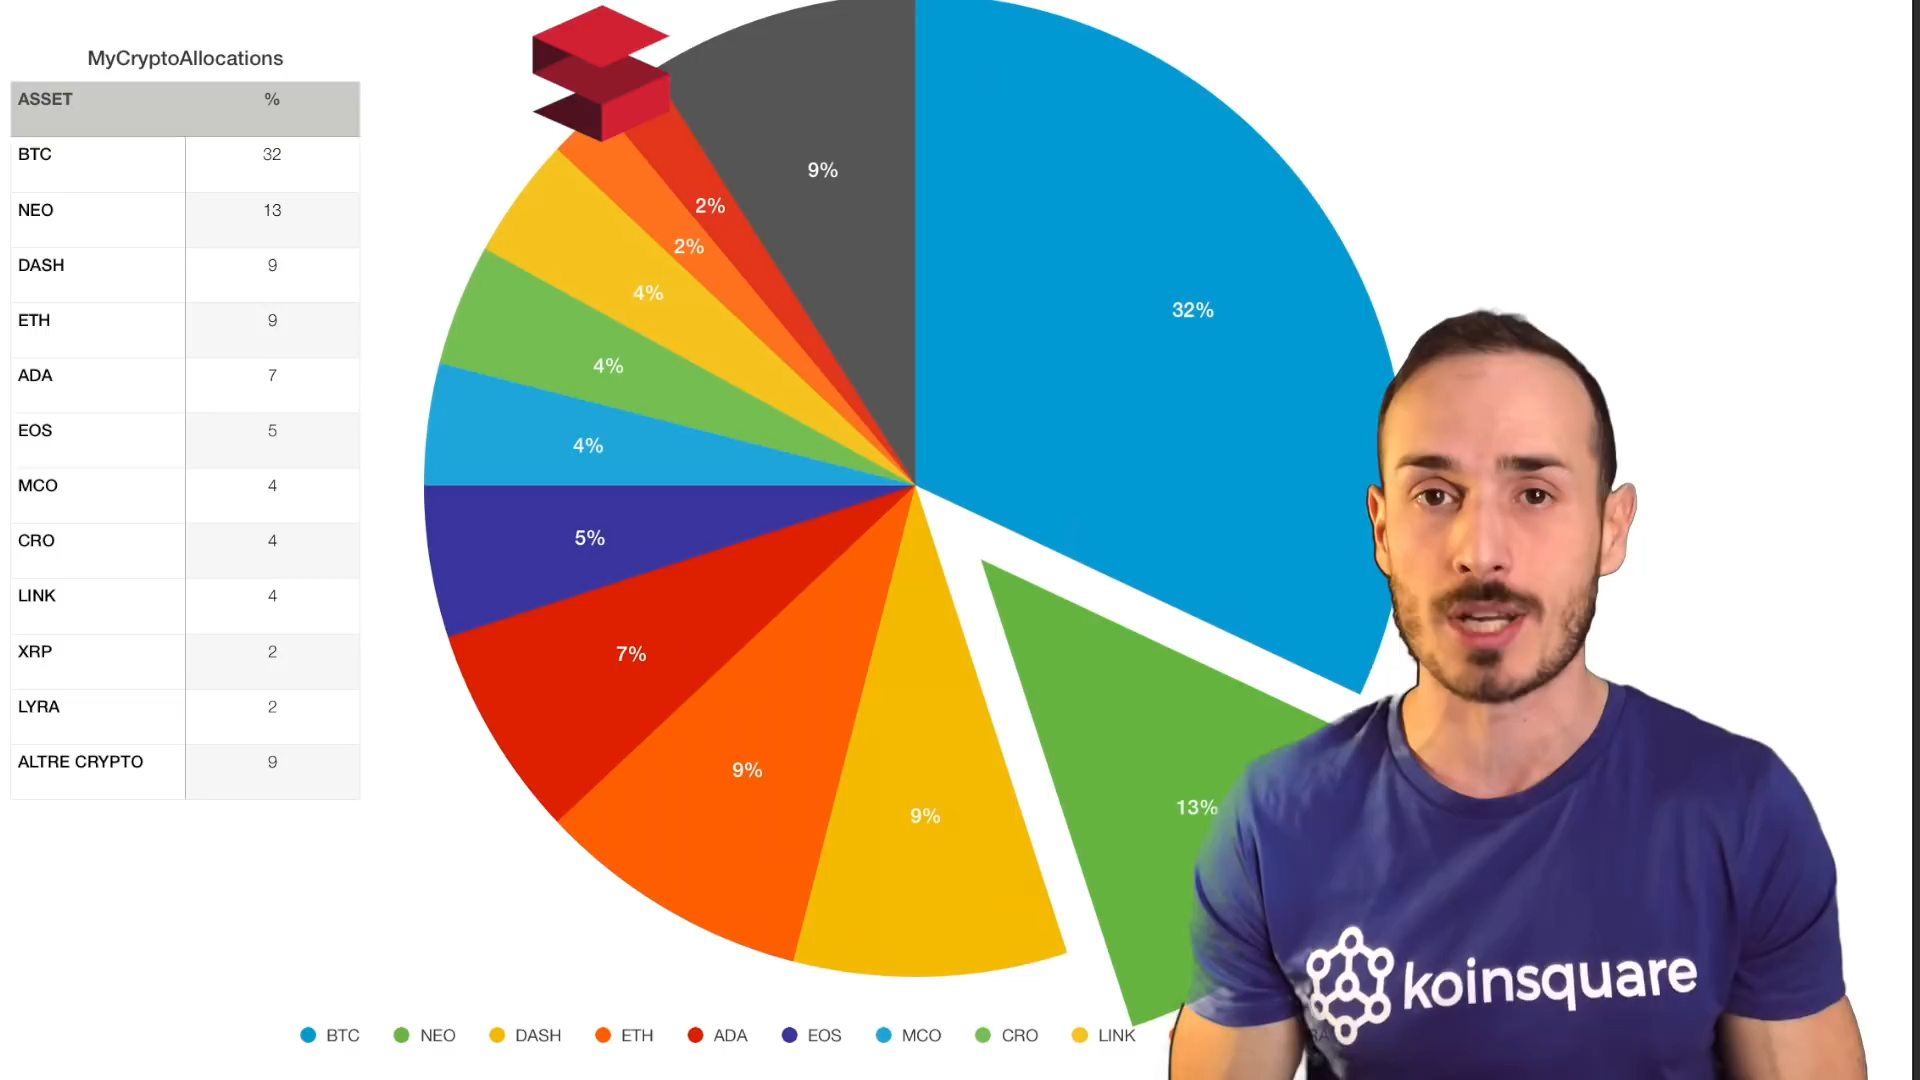 MyCryptoAllocations
ASSET %
BTC 32
NEO 13
DASH 9
ETH 9
ADA 7
EOS 5
MCO 4
CRO 4
LINK 4
XRP 2
LYRA 2
ALTRE CRYPTO 9
9%
2%
2%
32%
4%
4%
4%
5%
7%
9%
9%
13%
koinsquare
BTC NEO DASH ETH ADA EOS MCO CRO LINK